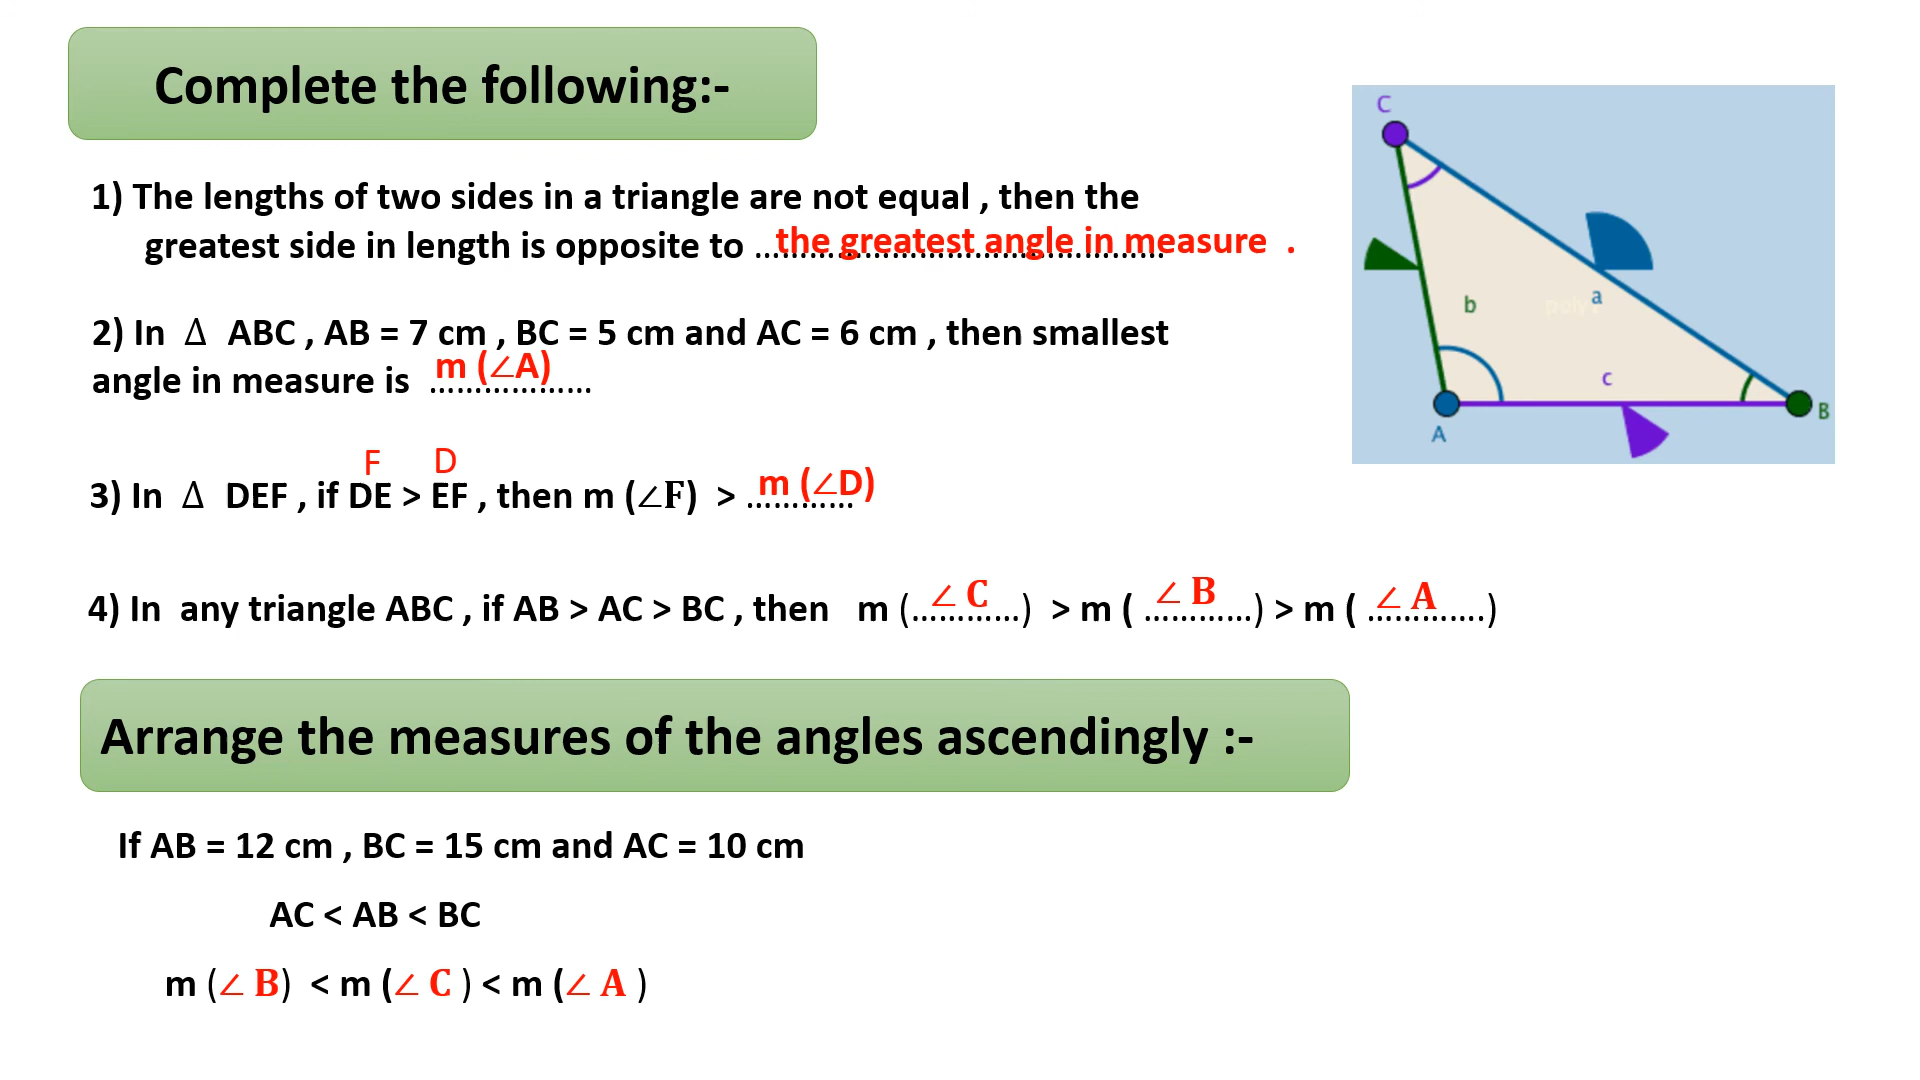 Complete the following:-
1) The lengths of two sides in a triangle are not equal , then the
greatest side in length is opposite to ............ the greatest angle in measure .
2) In Δ ABC , AB = 7 cm , BC = 5 cm and AC = 6 cm , then smallest
angle in measure is ............ m (∠A)
F D
3) In Δ DEF , if DE > EF , then m (∠F) > ............ m (∠D)
4) In any triangle ABC , if AB > AC > BC , then m (............) ∠ C > m ( ............) ∠ B > m ( .............) ∠ A
C
b
a
c
A
B
Arrange the measures of the angles ascendingly :-
If AB = 12 cm , BC = 15 cm and AC = 10 cm
AC < AB < BC
m (∠ B) < m (∠ C ) < m (∠ A )